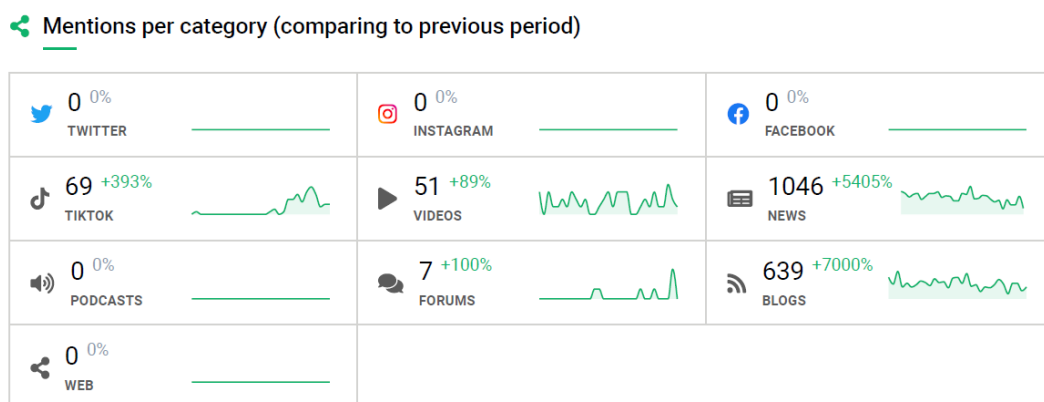 Mentions per category (comparing to previous period)
0 0%
TWITTER
0 0%
INSTAGRAM
0 0%
FACEBOOK
69 +393%
TIKTOK
51 +89%
VIDEOS
1046 +5405%
NEWS
0 0%
PODCASTS
7 +100%
FORUMS
639 +7000%
BLOGS
0 0%
WEB